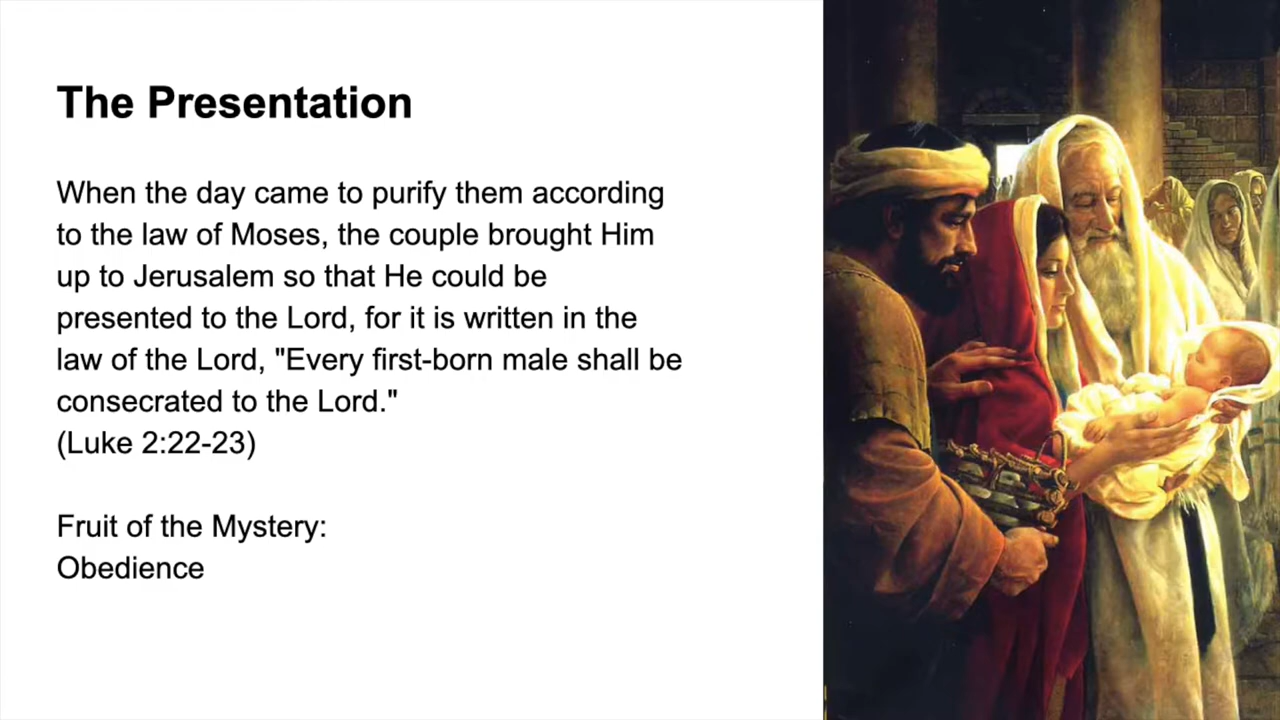 The Presentation
When the day came to purify them according
to the law of Moses, the couple brought Him
up to Jerusalem so that He could be
presented to the Lord, for it is written in the
law of the Lord, "Every first-born male shall be
consecrated to the Lord."
(Luke 2:22-23)
Fruit of the Mystery:
Obedience